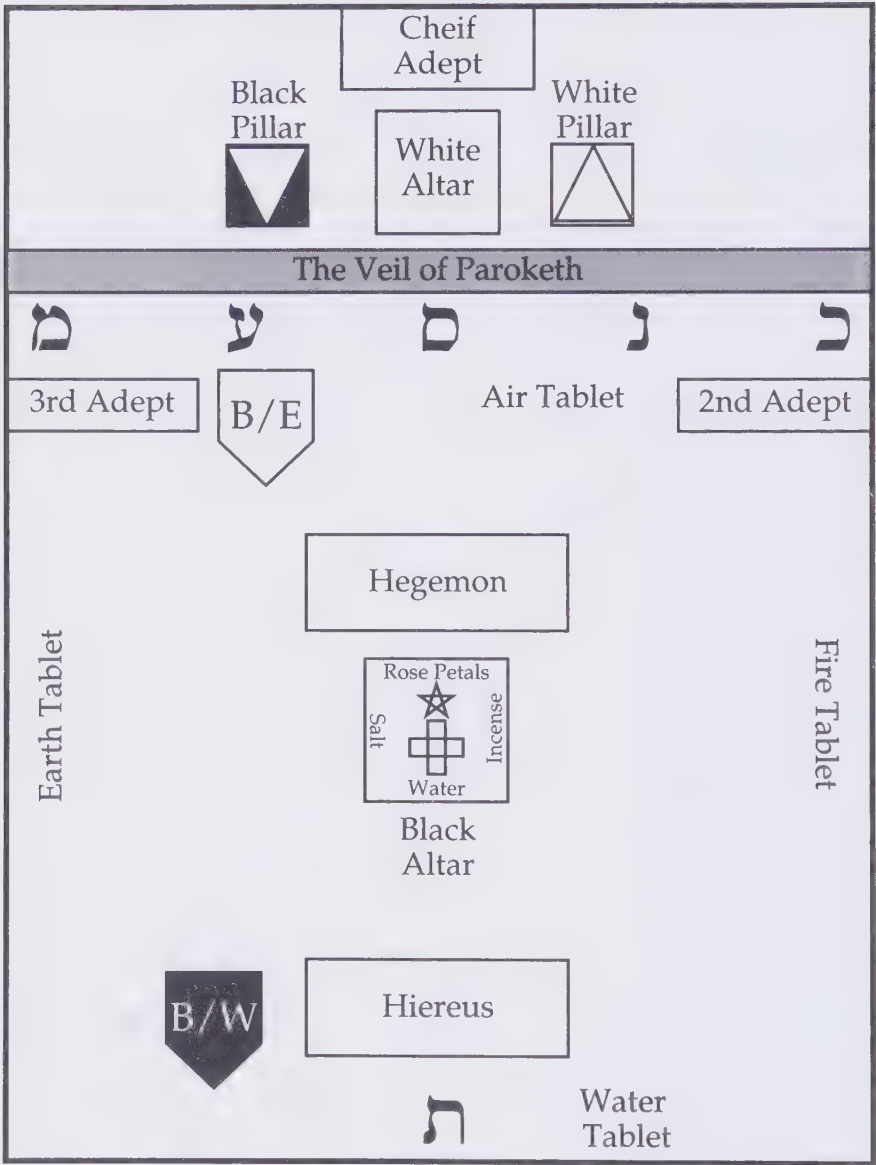 Cheif
Adept
Black
Pillar
White
Altar
White
Pillar
The Veil of Paroketh
מ ע ם נ כ
3rd Adept
B/E
Air Tablet
2nd Adept
Hegemon
Earth Tablet
Rose Petals
Salt
Incense
Water
Fire Tablet
Black
Altar
B/W
Hiereus
ת
Water
Tablet